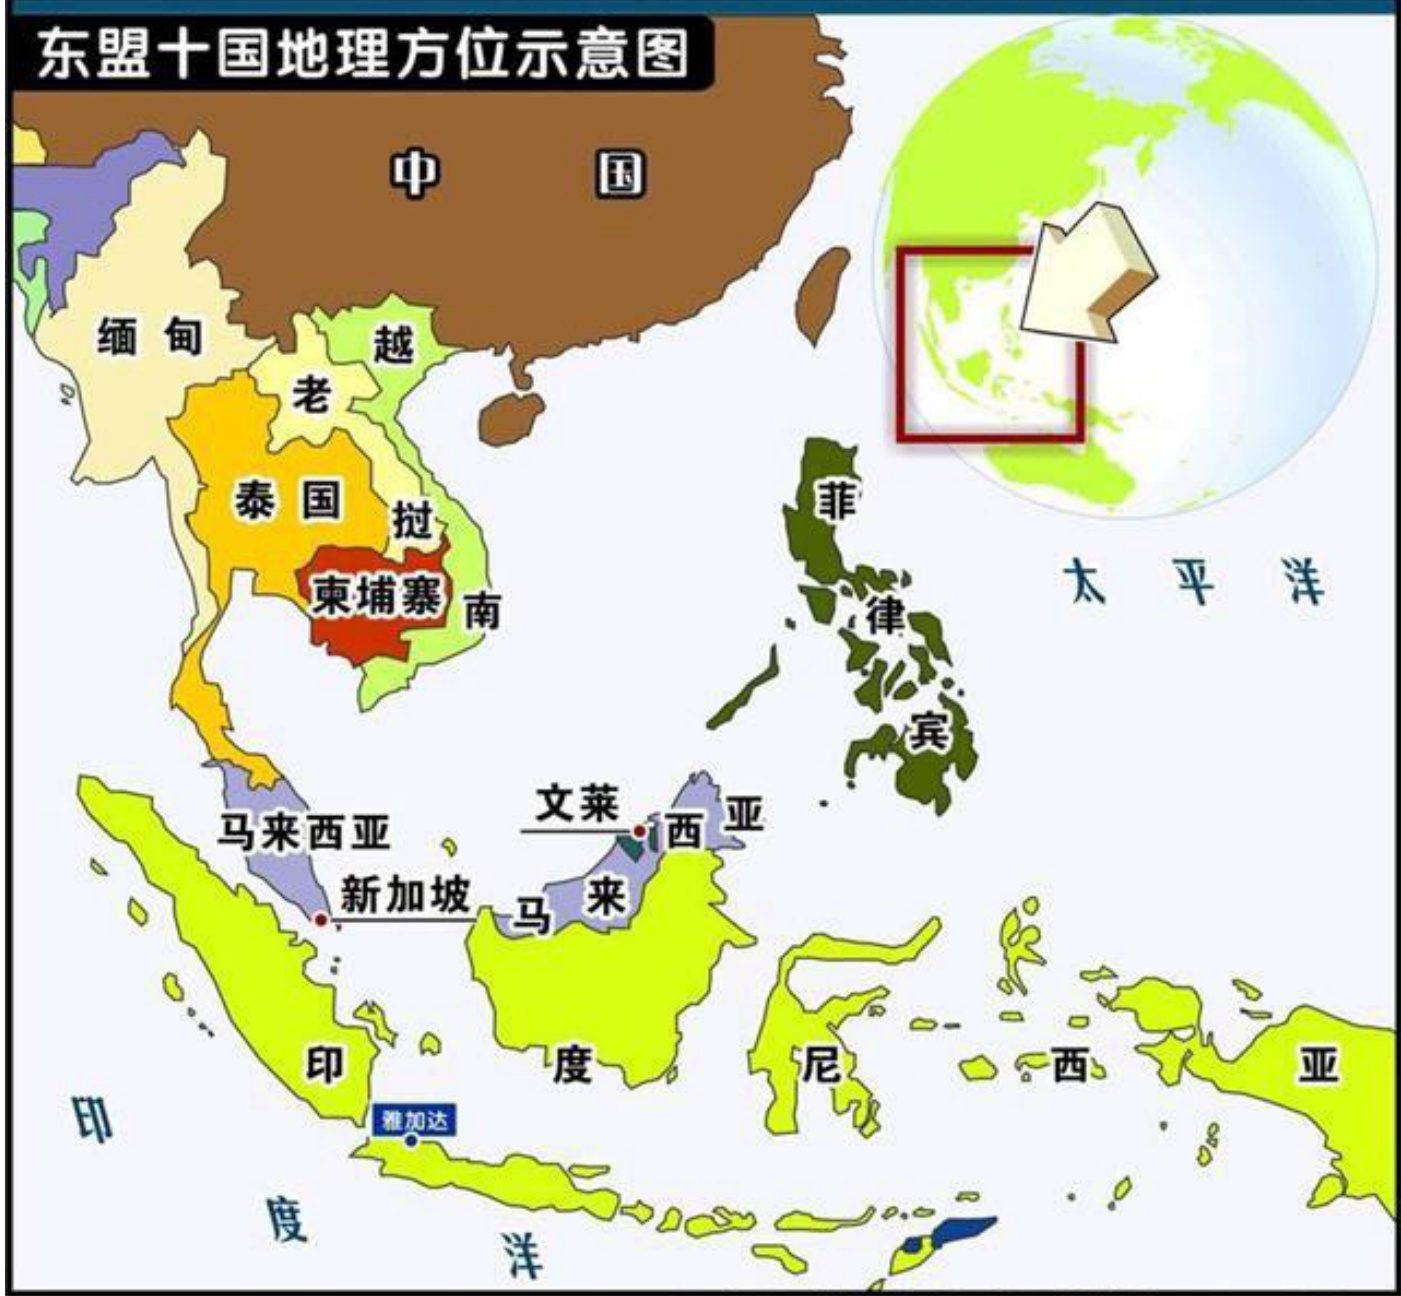 东盟十国地理方位示意图
中国
缅甸
越南
老挝
泰国
柬埔寨
菲律宾
太平洋
文莱
马来西亚
马来西亚
新加坡
印度尼西亚
雅加达
印度洋